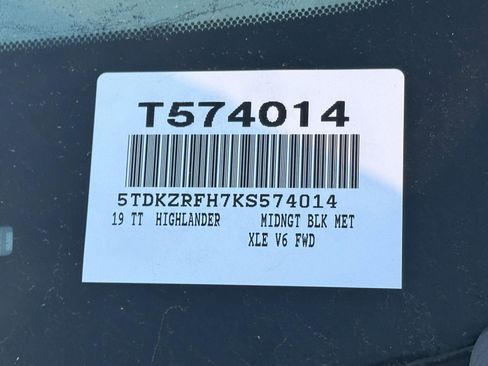 T574014
5TDKZRFH7KS574014
19 TT HIGHLANDER MIDNGT BLK MET
XLE V6 FWD